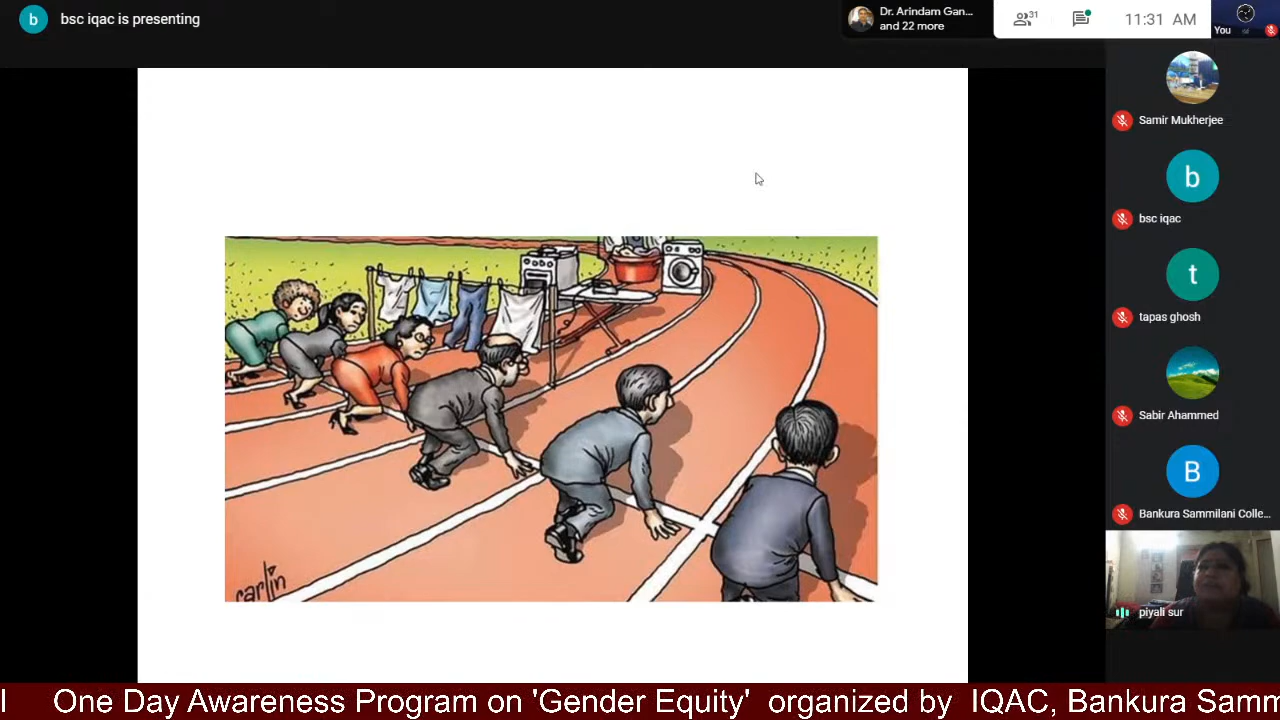 b bsc iqac is presenting
Dr. Arindam Gan...
and 22 more
31
11:31 AM
You
Samir Mukherjee
b
bsc iqac
t
tapas ghosh
Sabir Ahammed
B
Bankura Sammilani Colle...
piyali sur
carlin
l One Day Awareness Program on 'Gender Equity' organized by IQAC, Bankura Samm